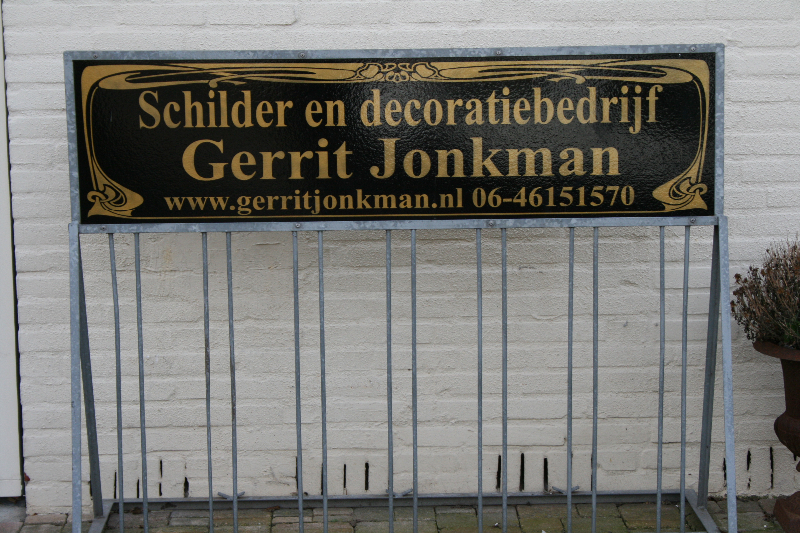 Schilder en decoratiebedrijf
Gerrit Jonkman
www.gerritjonkman.nl 06-46151570